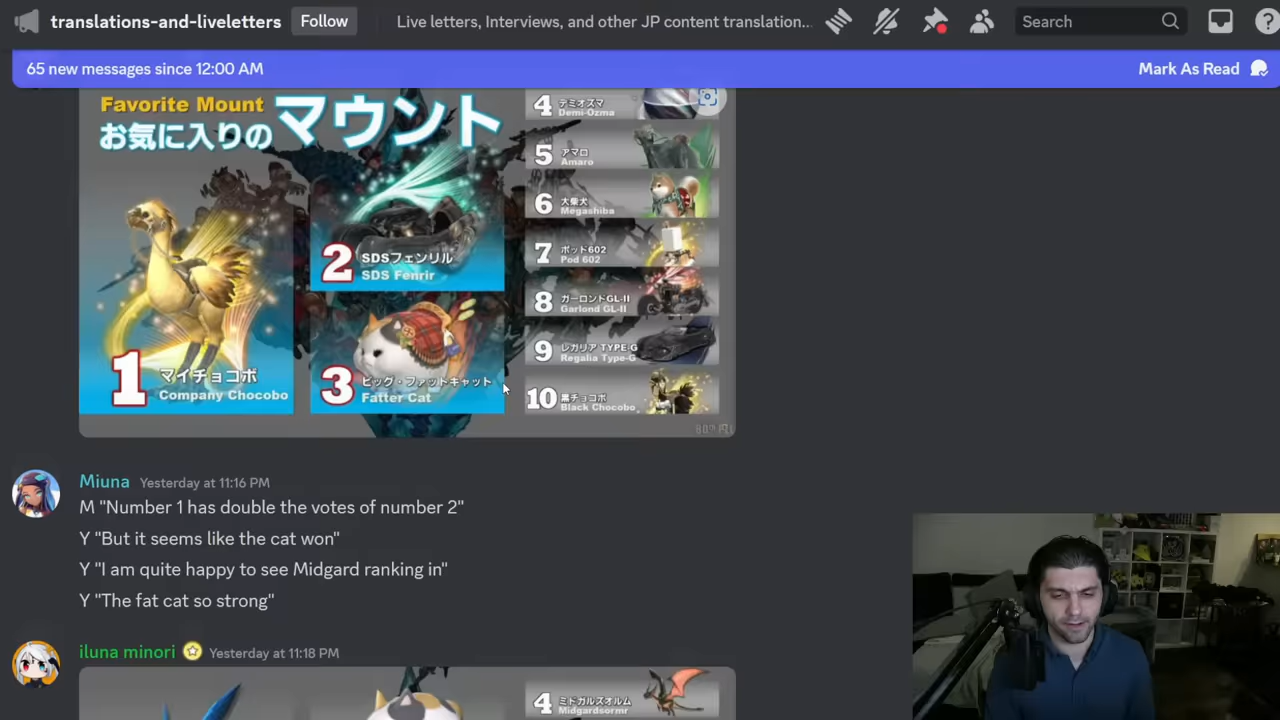 translations-and-liveletters
Follow
Live letters, Interviews, and other JP content translation...
Search
65 new messages since 12:00 AM
Mark As Read
Favorite Mount
お気に入りのマウント
1 マイチョコボ
Company Chocobo
2 SDSフェンリル
SDS Fenrir
3 ビッグ・ファットキャット
Fatter Cat
4 デミオズマ
Demi-Ozma
5 アマロ
Amaro
6 大柴犬
Megashiba
7 ポッド602
Pod 602
8 ガーロンドGL-II
Garlond GL-II
9 レガリア TYPE-G
Regalia Type-G
10 黒チョコボ
Black Chocobo
Miuna Yesterday at 11:16 PM
M "Number 1 has double the votes of number 2"
Y "But it seems like the cat won"
Y "I am quite happy to see Midgard ranking in"
Y "The fat cat so strong"
iluna minori Yesterday at 11:18 PM
4 ミドガルズオルム
Midgardsormr